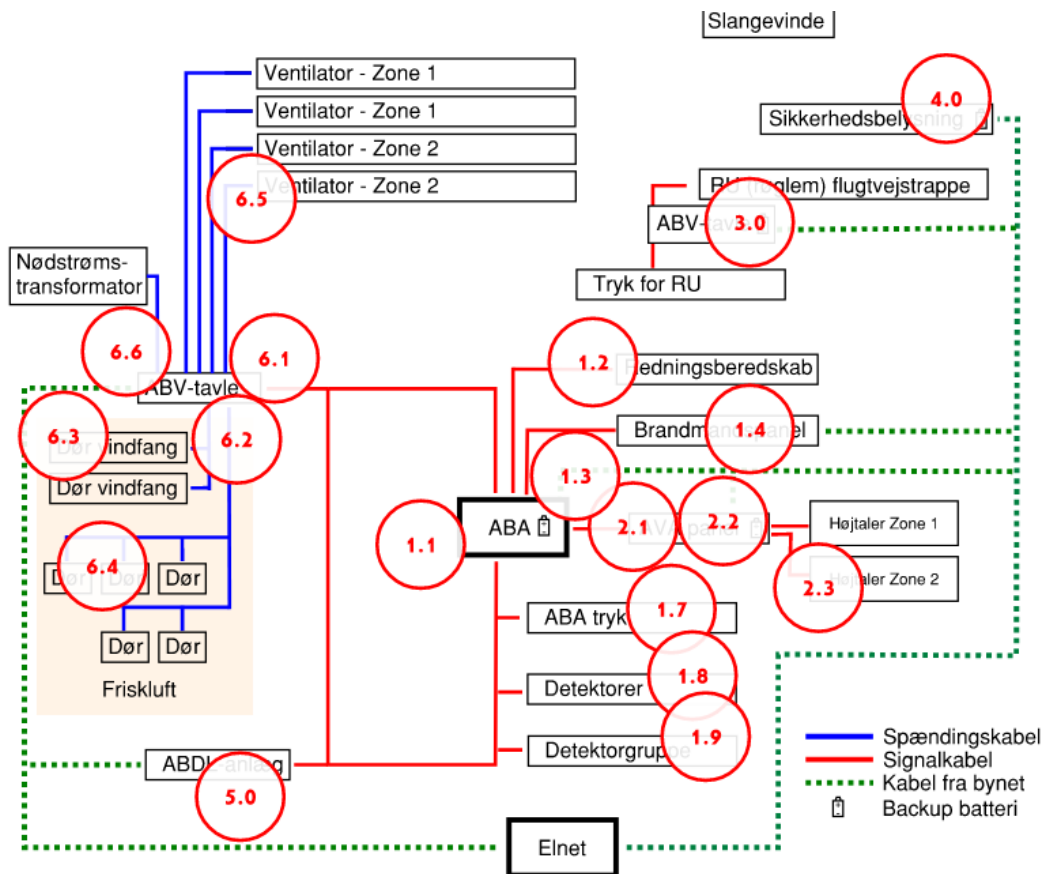 Slangevinde
Ventilator - Zone 1
Ventilator - Zone 1
Ventilator - Zone 2
Ventilator - Zone 2
6.5
4.0
Sikkerhedsbelysning
RU (røglem) flugtvejstrappe
ABV-tavle
3.0
Tryk for RU
Nødstrøms-
transformator
6.6
6.1
ABV-tavle
1.2
Redningsberedskab
6.3
6.2
Dør vindfang
Dør vindfang
Brandmandspanel
1.4
1.3
1.1
ABA
2.1
AVA panel
2.2
Højtaler Zone 1
Højtaler Zone 2
2.3
6.4
Dør
Dør
Dør
Dør
Dør
Friskluft
ABA tryk
1.7
Detektorer
1.8
Detektorgruppe
1.9
ABDL anlæg
5.0
Elnet
Spændingskabel
Signalkabel
Kabel fra bynet
Backup batteri